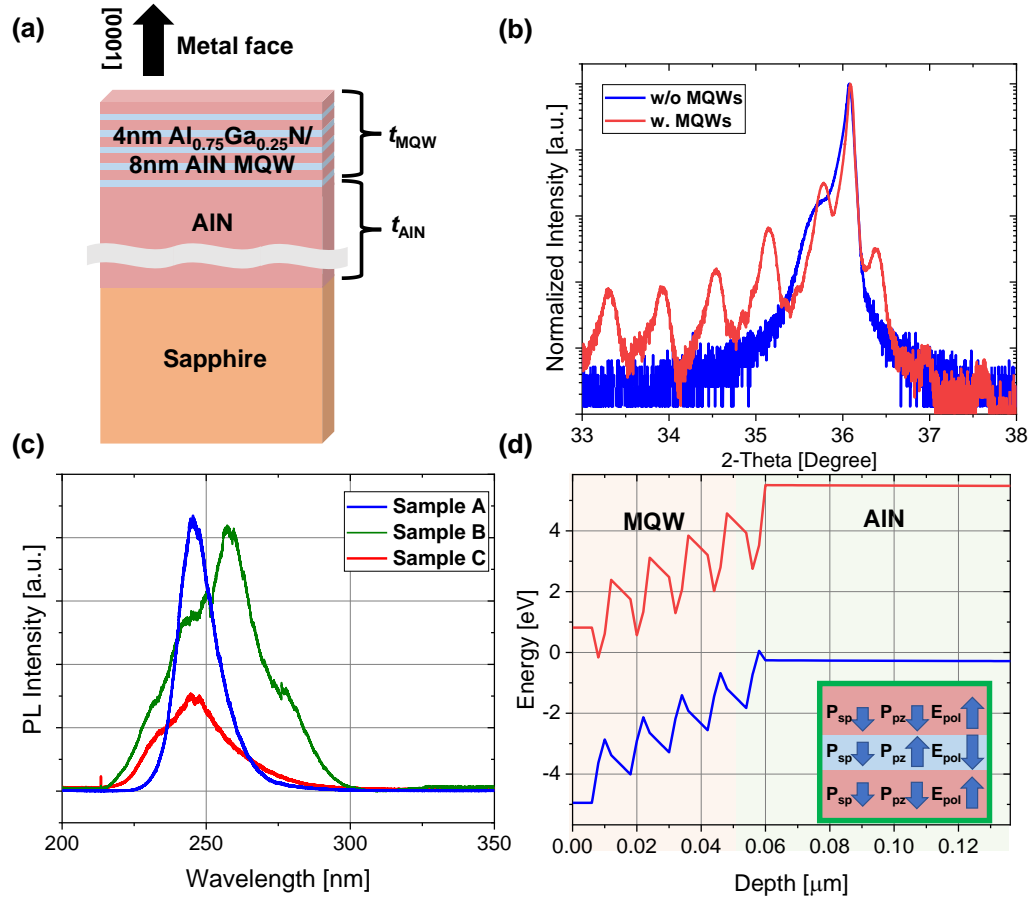 (a)
[0001]
Metal face
4nm Al0.75Ga0.25N/
8nm AlN MQW
tMQW
AlN
tAlN
Sapphire
(b)
w/o MQWs
w. MQWs
Normalized Intensity [a.u.]
33 34 35 36 37 38
2-Theta [Degree]
(c)
Sample A
Sample B
Sample C
PL Intensity [a.u.]
200 250 300 350
Wavelength [nm]
(d)
MQW
AlN
Energy [eV]
4
2
0
-2
-4
Psp Ppz Epol
Psp Ppz Epol
Psp Ppz Epol
0.00 0.02 0.04 0.06 0.08 0.10 0.12
Depth [μm]